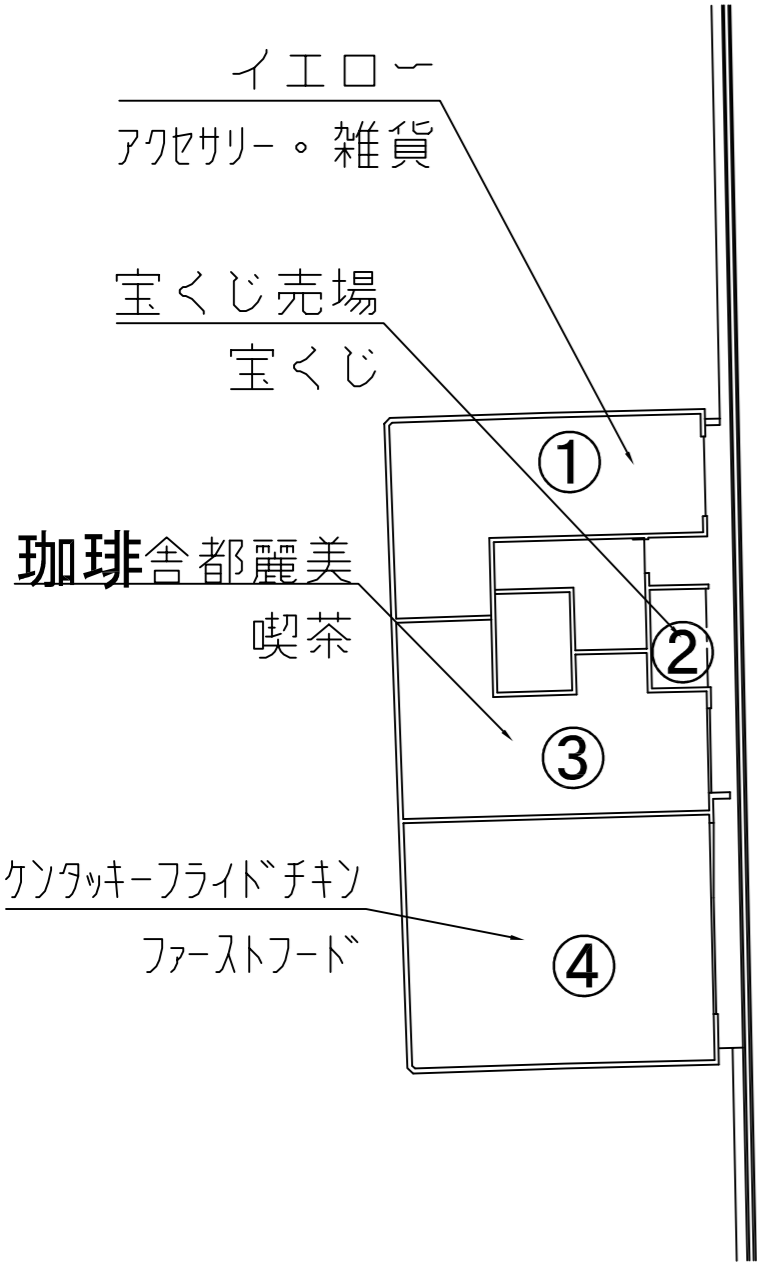 イエロー
アクセサリー・雑貨
宝くじ売場
宝くじ
①
珈琲舎都麗美
喫茶
②
③
ケンタッキーフライドチキン
ファーストフード
④